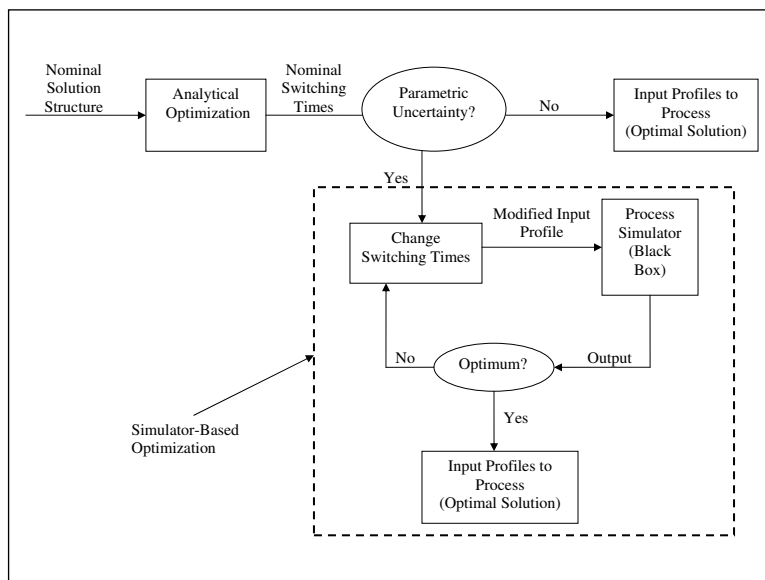 Nominal
Solution
Structure
Analytical
Optimization
Nominal
Switching
Times
Parametric
Uncertainty?
No
Input Profiles to
Process
(Optimal Solution)
Yes
Change
Switching Times
Modified Input
Profile
Process
Simulator
(Black
Box)
No
Optimum?
Output
Yes
Simulator-Based
Optimization
Input Profiles to
Process
(Optimal Solution)